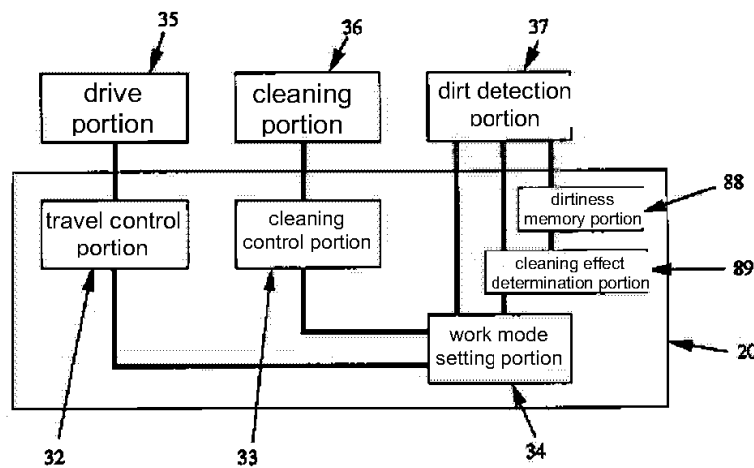 35
36
37
drive
portion
cleaning
portion
dirt detection
portion
88
dirtiness
memory portion
travel control
portion
cleaning
control portion
cleaning effect
determination portion
89
work mode
setting portion
20
32
33
34